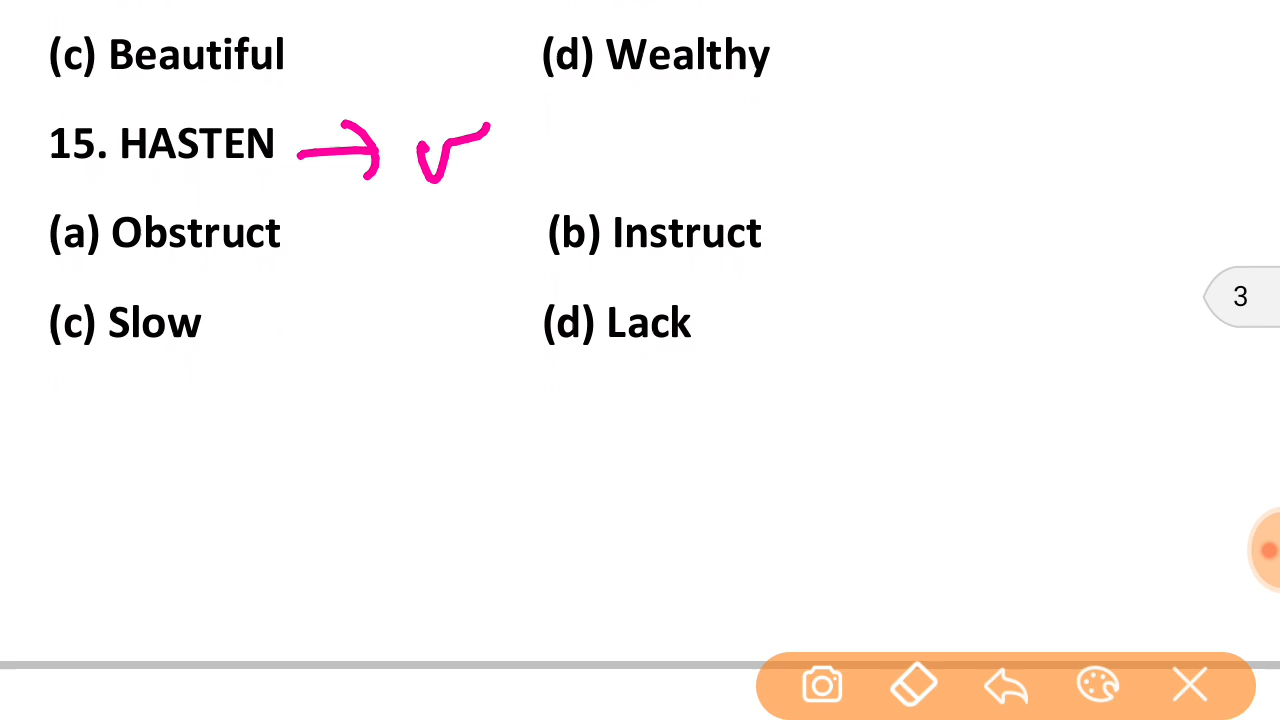 (c) Beautiful (d) Wealthy
15. HASTEN
(a) Obstruct (b) Instruct
3
(c) Slow (d) Lack